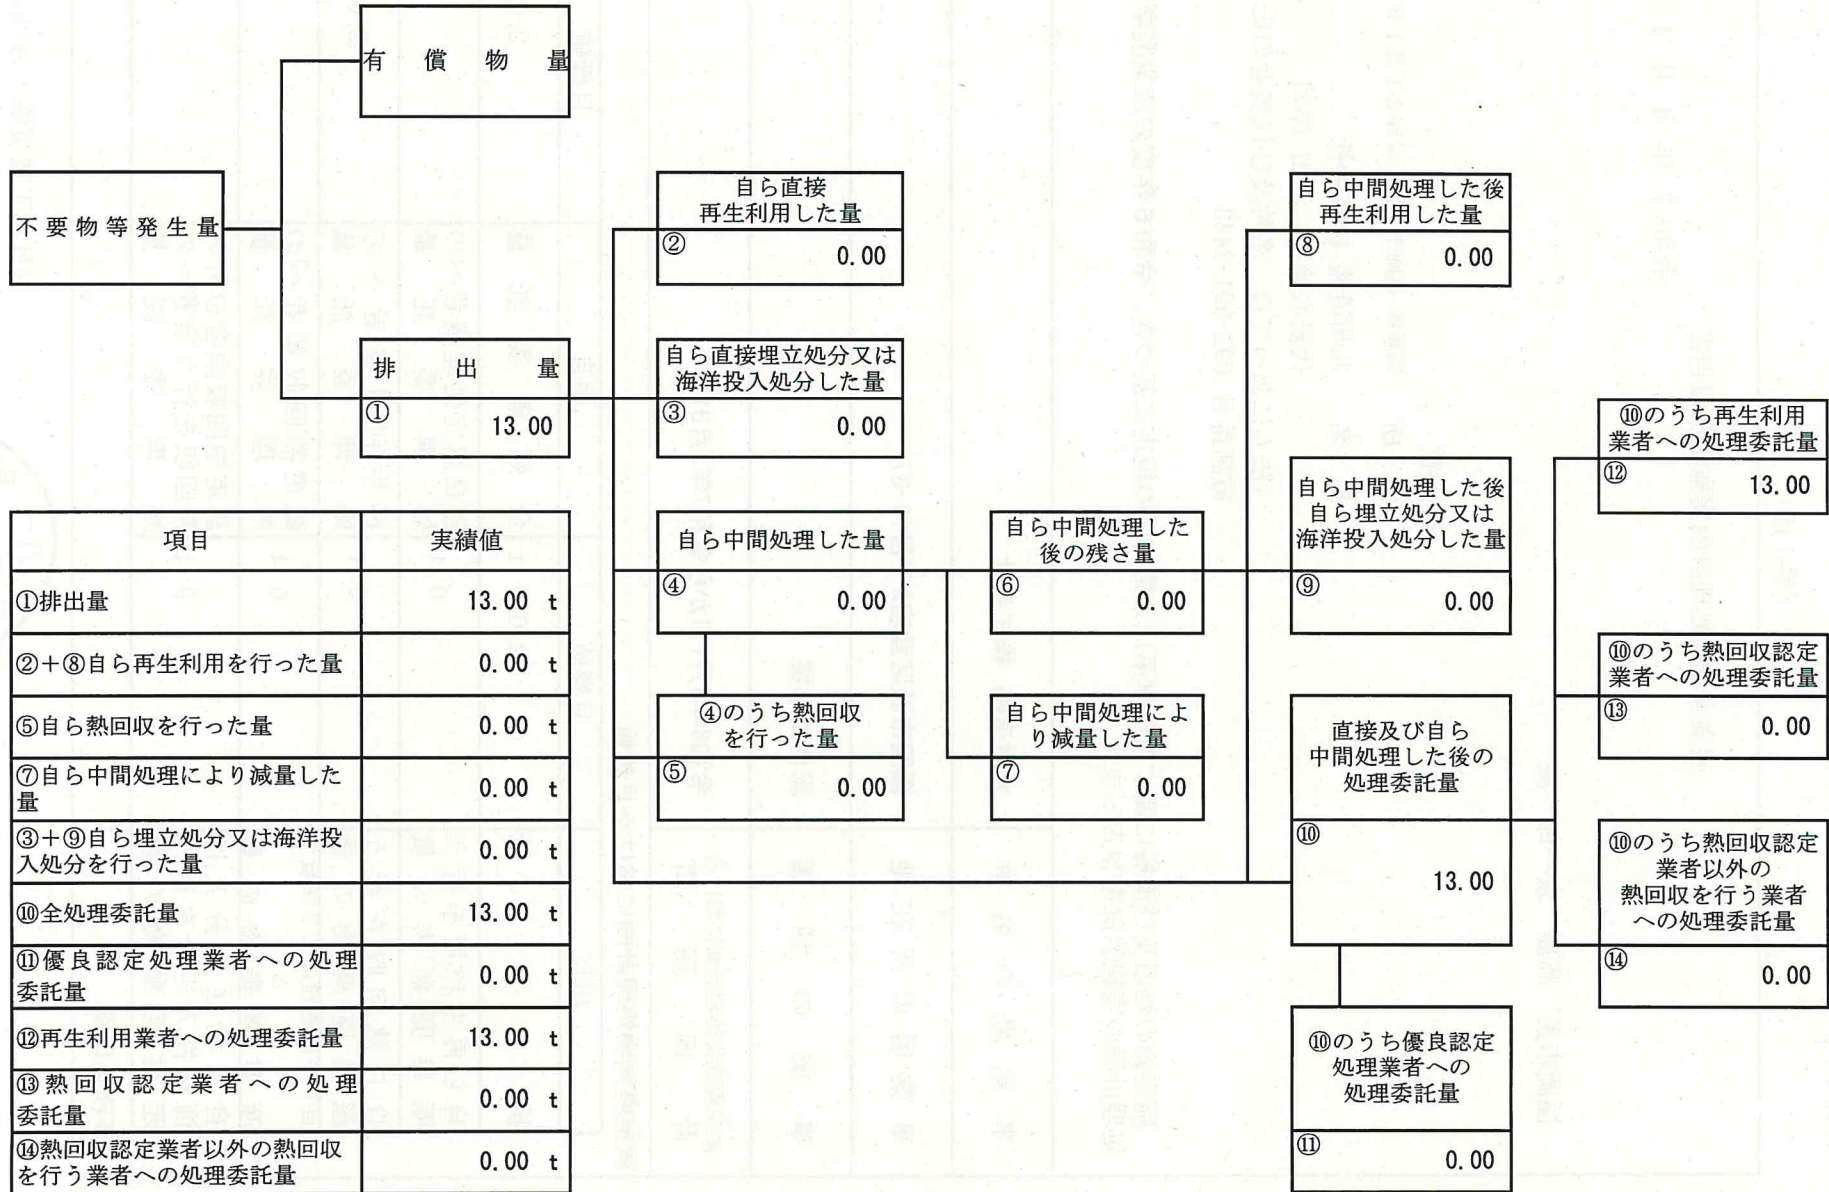 有償物量
不要物等発生量
排出量
①
13.00
自ら直接
再生利用した量
②
0.00
自ら直接埋立処分又は
海洋投入処分した量
③
0.00
自ら中間処理した量
④
0.00
④のうち熱回収
を行った量
⑤
0.00
自ら中間処理した
後の残さ量
⑥
0.00
自ら中間処理によ
り減量した量
⑦
0.00
自ら中間処理した後
再生利用した量
⑧
0.00
自ら中間処理した後
自ら埋立処分又は
海洋投入処分した量
⑨
0.00
直接及び自ら
中間処理した後の
処理委託量
⑩
13.00
⑩のうち優良認定
処理業者への
処理委託量
⑪
0.00
⑩のうち再生利用
業者への処理委託量
⑫
13.00
⑩のうち熱回収認定
業者への処理委託量
⑬
0.00
⑩のうち熱回収認定
業者以外の
熱回収を行う業者
への処理委託量
⑭
0.00
項目 実績値
①排出量 13.00 t
②+⑧自ら再生利用を行った量 0.00 t
⑤自ら熱回収を行った量 0.00 t
⑦自ら中間処理により減量した
量 0.00 t
③+⑨自ら埋立処分又は海洋投
入処分を行った量 0.00 t
⑩全処理委託量 13.00 t
⑪優良認定処理業者への処理
委託量 0.00 t
⑫再生利用業者への処理委託量 13.00 t
⑬熱回収認定業者への処理
委託量 0.00 t
⑭熱回収認定業者以外の熱回収
を行う業者への処理委託量 0.00 t